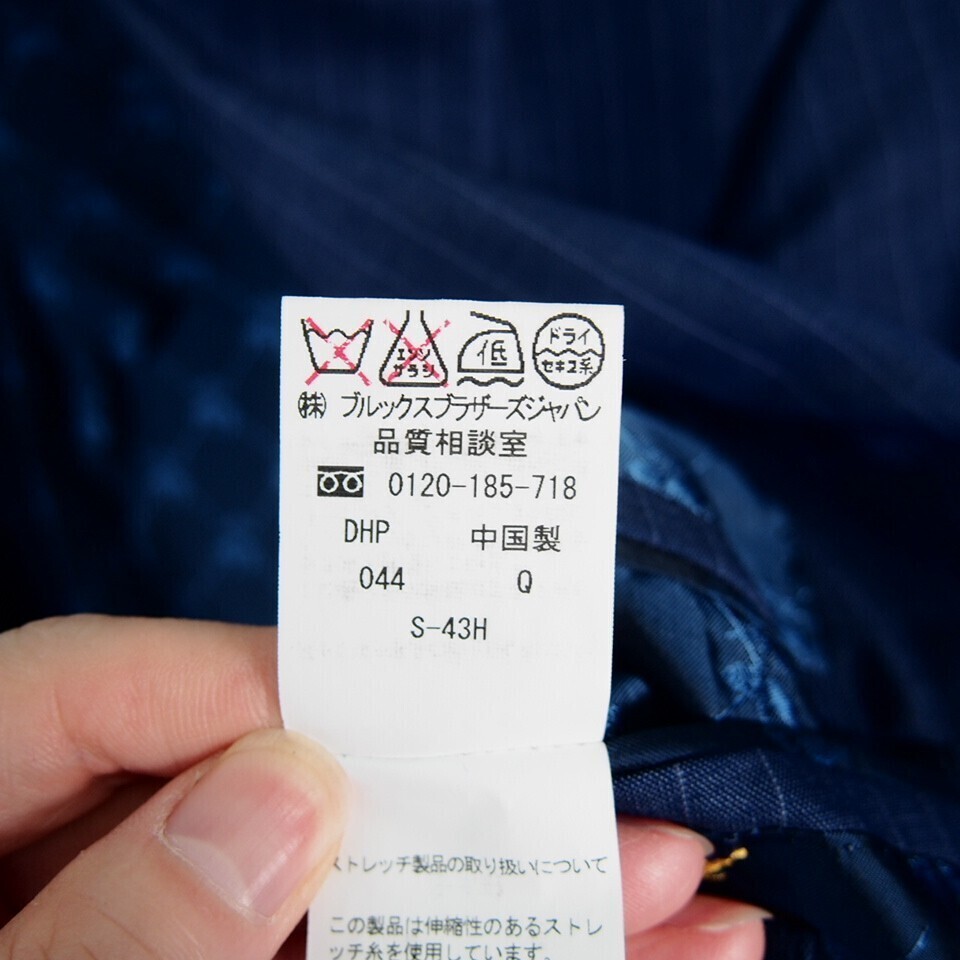 エンソ サラシ 低 ドライ セキユ系
㈱ ブルックスブラザーズジャパン
品質相談室
0120-185-718
DHP 中国製
044 Q
S-43H
ストレッチ製品の取り扱いについて
この製品は伸縮性のあるストレ
ッチ糸を使用しています。